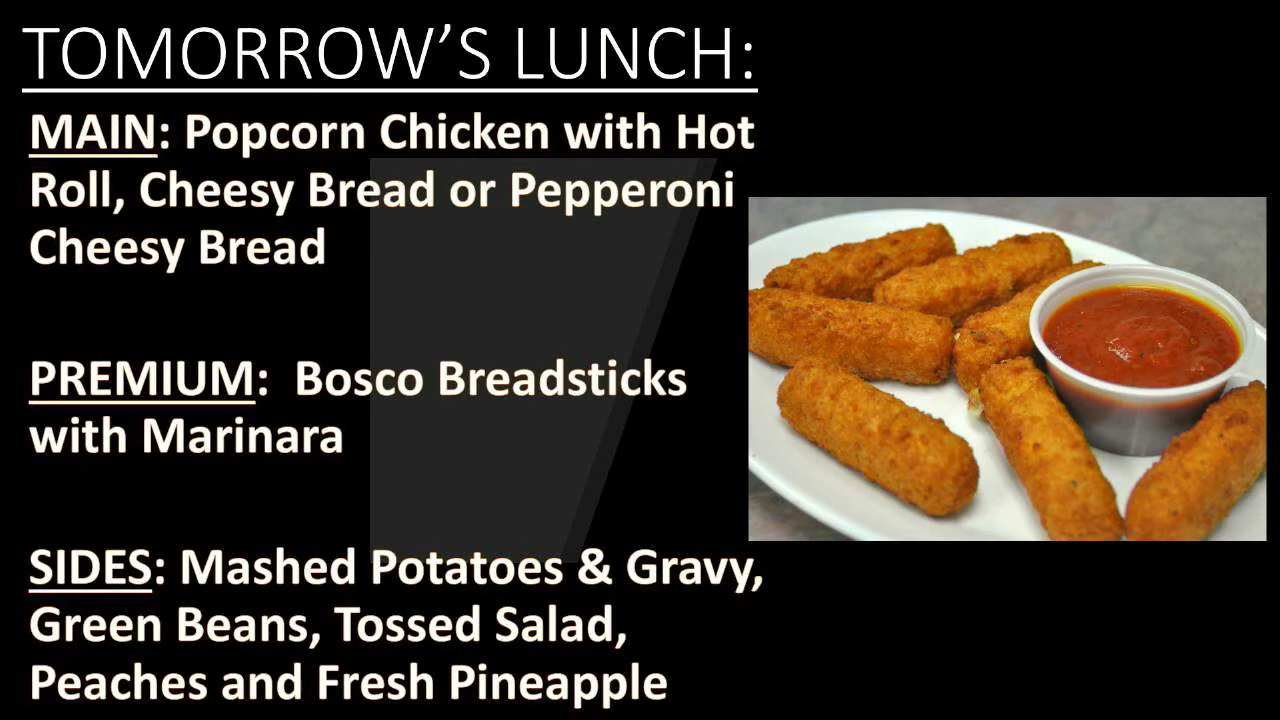 TOMORROW’S LUNCH:
MAIN: Popcorn Chicken with Hot
Roll, Cheesy Bread or Pepperoni
Cheesy Bread
PREMIUM:  Bosco Breadsticks
with Marinara
SIDES: Mashed Potatoes & Gravy,
Green Beans, Tossed Salad,
Peaches and Fresh Pineapple